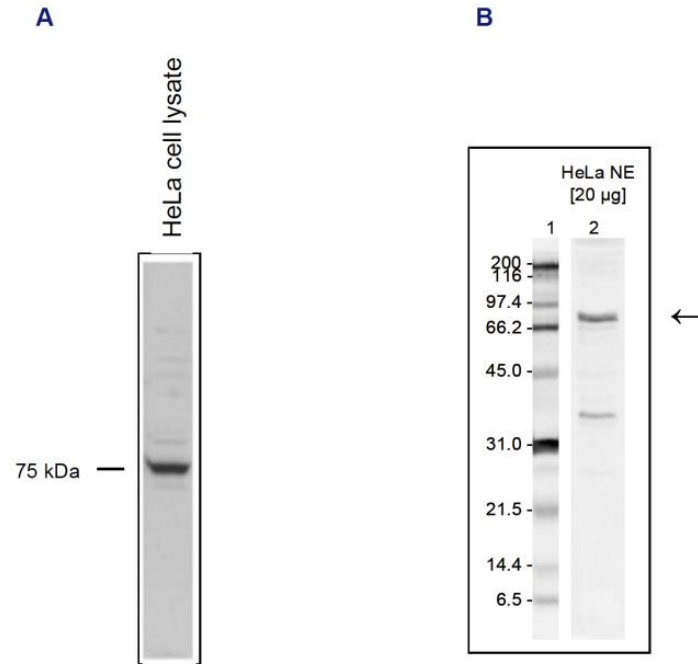 A
HeLa cell lysate
75 kDa
B
HeLa NE
[20 µg]
1 2
200 -
116 -
97.4 -
66.2 -
45.0 -
31.0 -
21.5 -
14.4 -
6.5 -
←